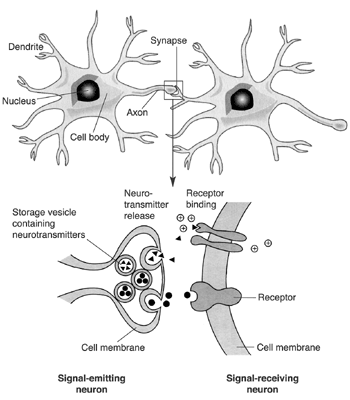 Synapse
Dendrite
Nucleus
Axon
Cell body
Neuro-
transmitter
release
Receptor
binding
Storage vesicle
containing
neurotransmitters
Receptor
Cell membrane
Cell membrane
Signal-emitting
neuron
Signal-receiving
neuron